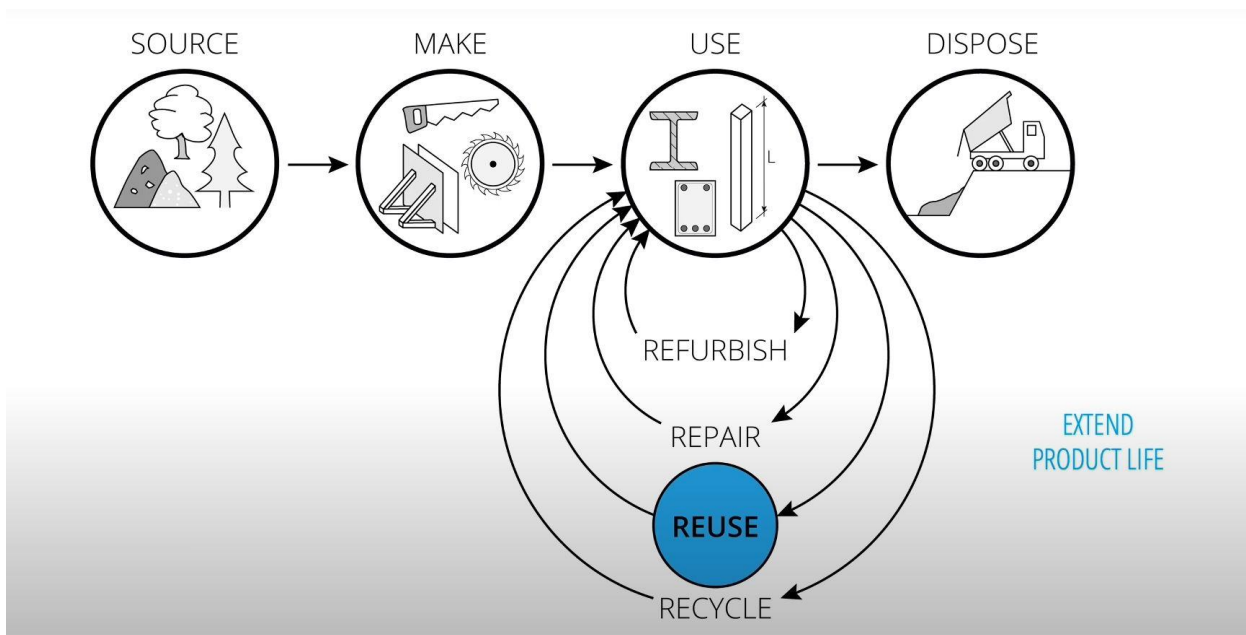 SOURCE
MAKE
USE
DISPOSE
L
REFURBISH
REPAIR
EXTEND
PRODUCT LIFE
REUSE
RECYCLE